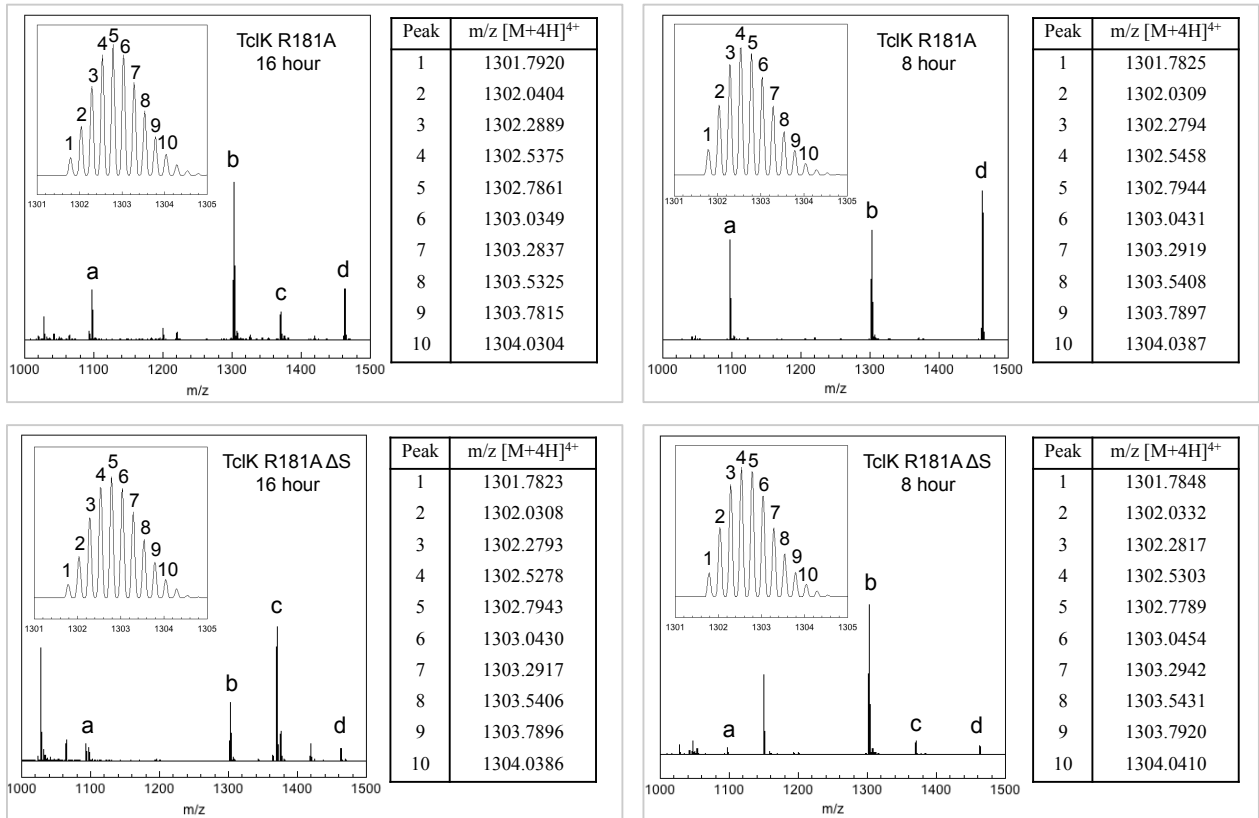 TclK R181A
16 hour
4 5 6
3 7
2 8
1 9 10
1301 1302 1303 1304 1305
b
a
c
d
1000 1100 1200 1300 1400 1500
m/z
Peak m/z [M+4H]4+
1 1301.7920
2 1302.0404
3 1302.2889
4 1302.5375
5 1302.7861
6 1303.0349
7 1303.2837
8 1303.5325
9 1303.7815
10 1304.0304
TclK R181A
8 hour
4 5
3 6
2 7
1 8 9 10
1301 1302 1303 1304 1305
d
b
a
1000 1100 1200 1300 1400 1500
m/z
Peak m/z [M+4H]4+
1 1301.7825
2 1302.0309
3 1302.2794
4 1302.5458
5 1302.7944
6 1303.0431
7 1303.2919
8 1303.5408
9 1303.7897
10 1304.0387
TclK R181A ΔS
16 hour
4 5 6
3 7
2 8
1 9 10
1301 1302 1303 1304 1305
c
b
a
d
1000 1100 1200 1300 1400 1500
m/z
Peak m/z [M+4H]4+
1 1301.7823
2 1302.0308
3 1302.2793
4 1302.5278
5 1302.7943
6 1303.0430
7 1303.2917
8 1303.5406
9 1303.7896
10 1304.0386
TclK R181A ΔS
8 hour
4 5
3 6
2 7
1 8 9 10
1301 1302 1303 1304 1305
b
a
c
d
1000 1100 1200 1300 1400 1500
m/z
Peak m/z [M+4H]4+
1 1301.7848
2 1302.0332
3 1302.2817
4 1302.5303
5 1302.7789
6 1303.0454
7 1303.2942
8 1303.5431
9 1303.7920
10 1304.0410